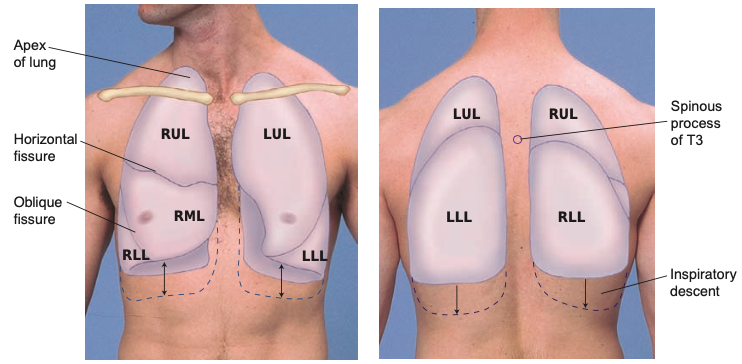 Apex
of lung
RUL
LUL
Horizontal
fissure
Oblique
fissure
RML
RLL
LLL
LUL
RUL
Spinous
process
of T3
LLL
RLL
Inspiratory
descent